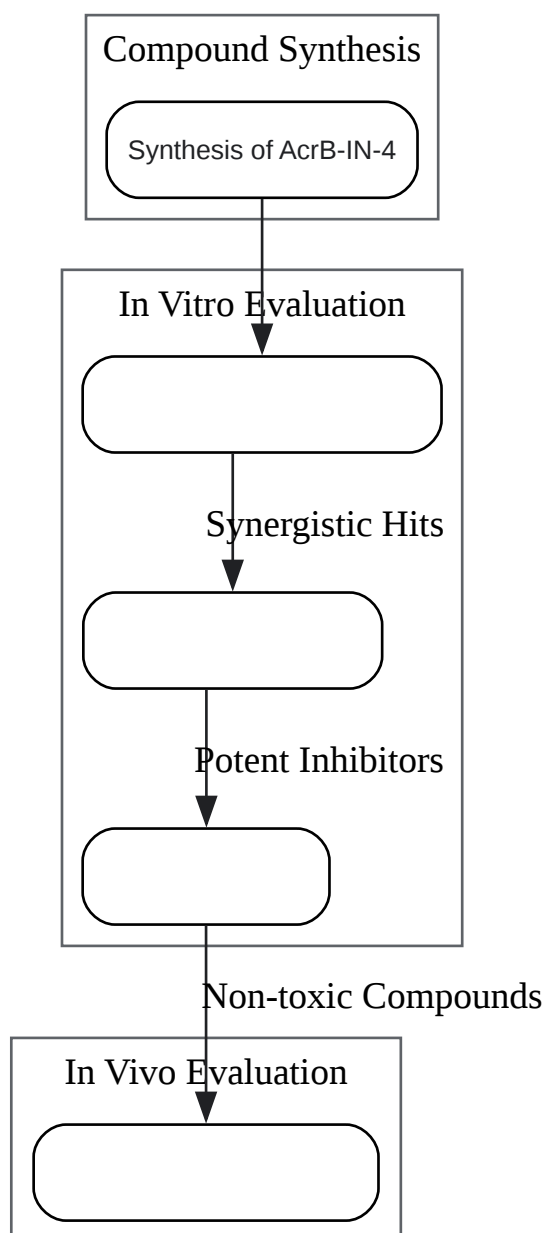 Compound Synthesis
Synthesis of AcrB-IN-4
In Vitro Evaluation
Synergistic Hits
Potent Inhibitors
Non-toxic Compounds
In Vivo Evaluation